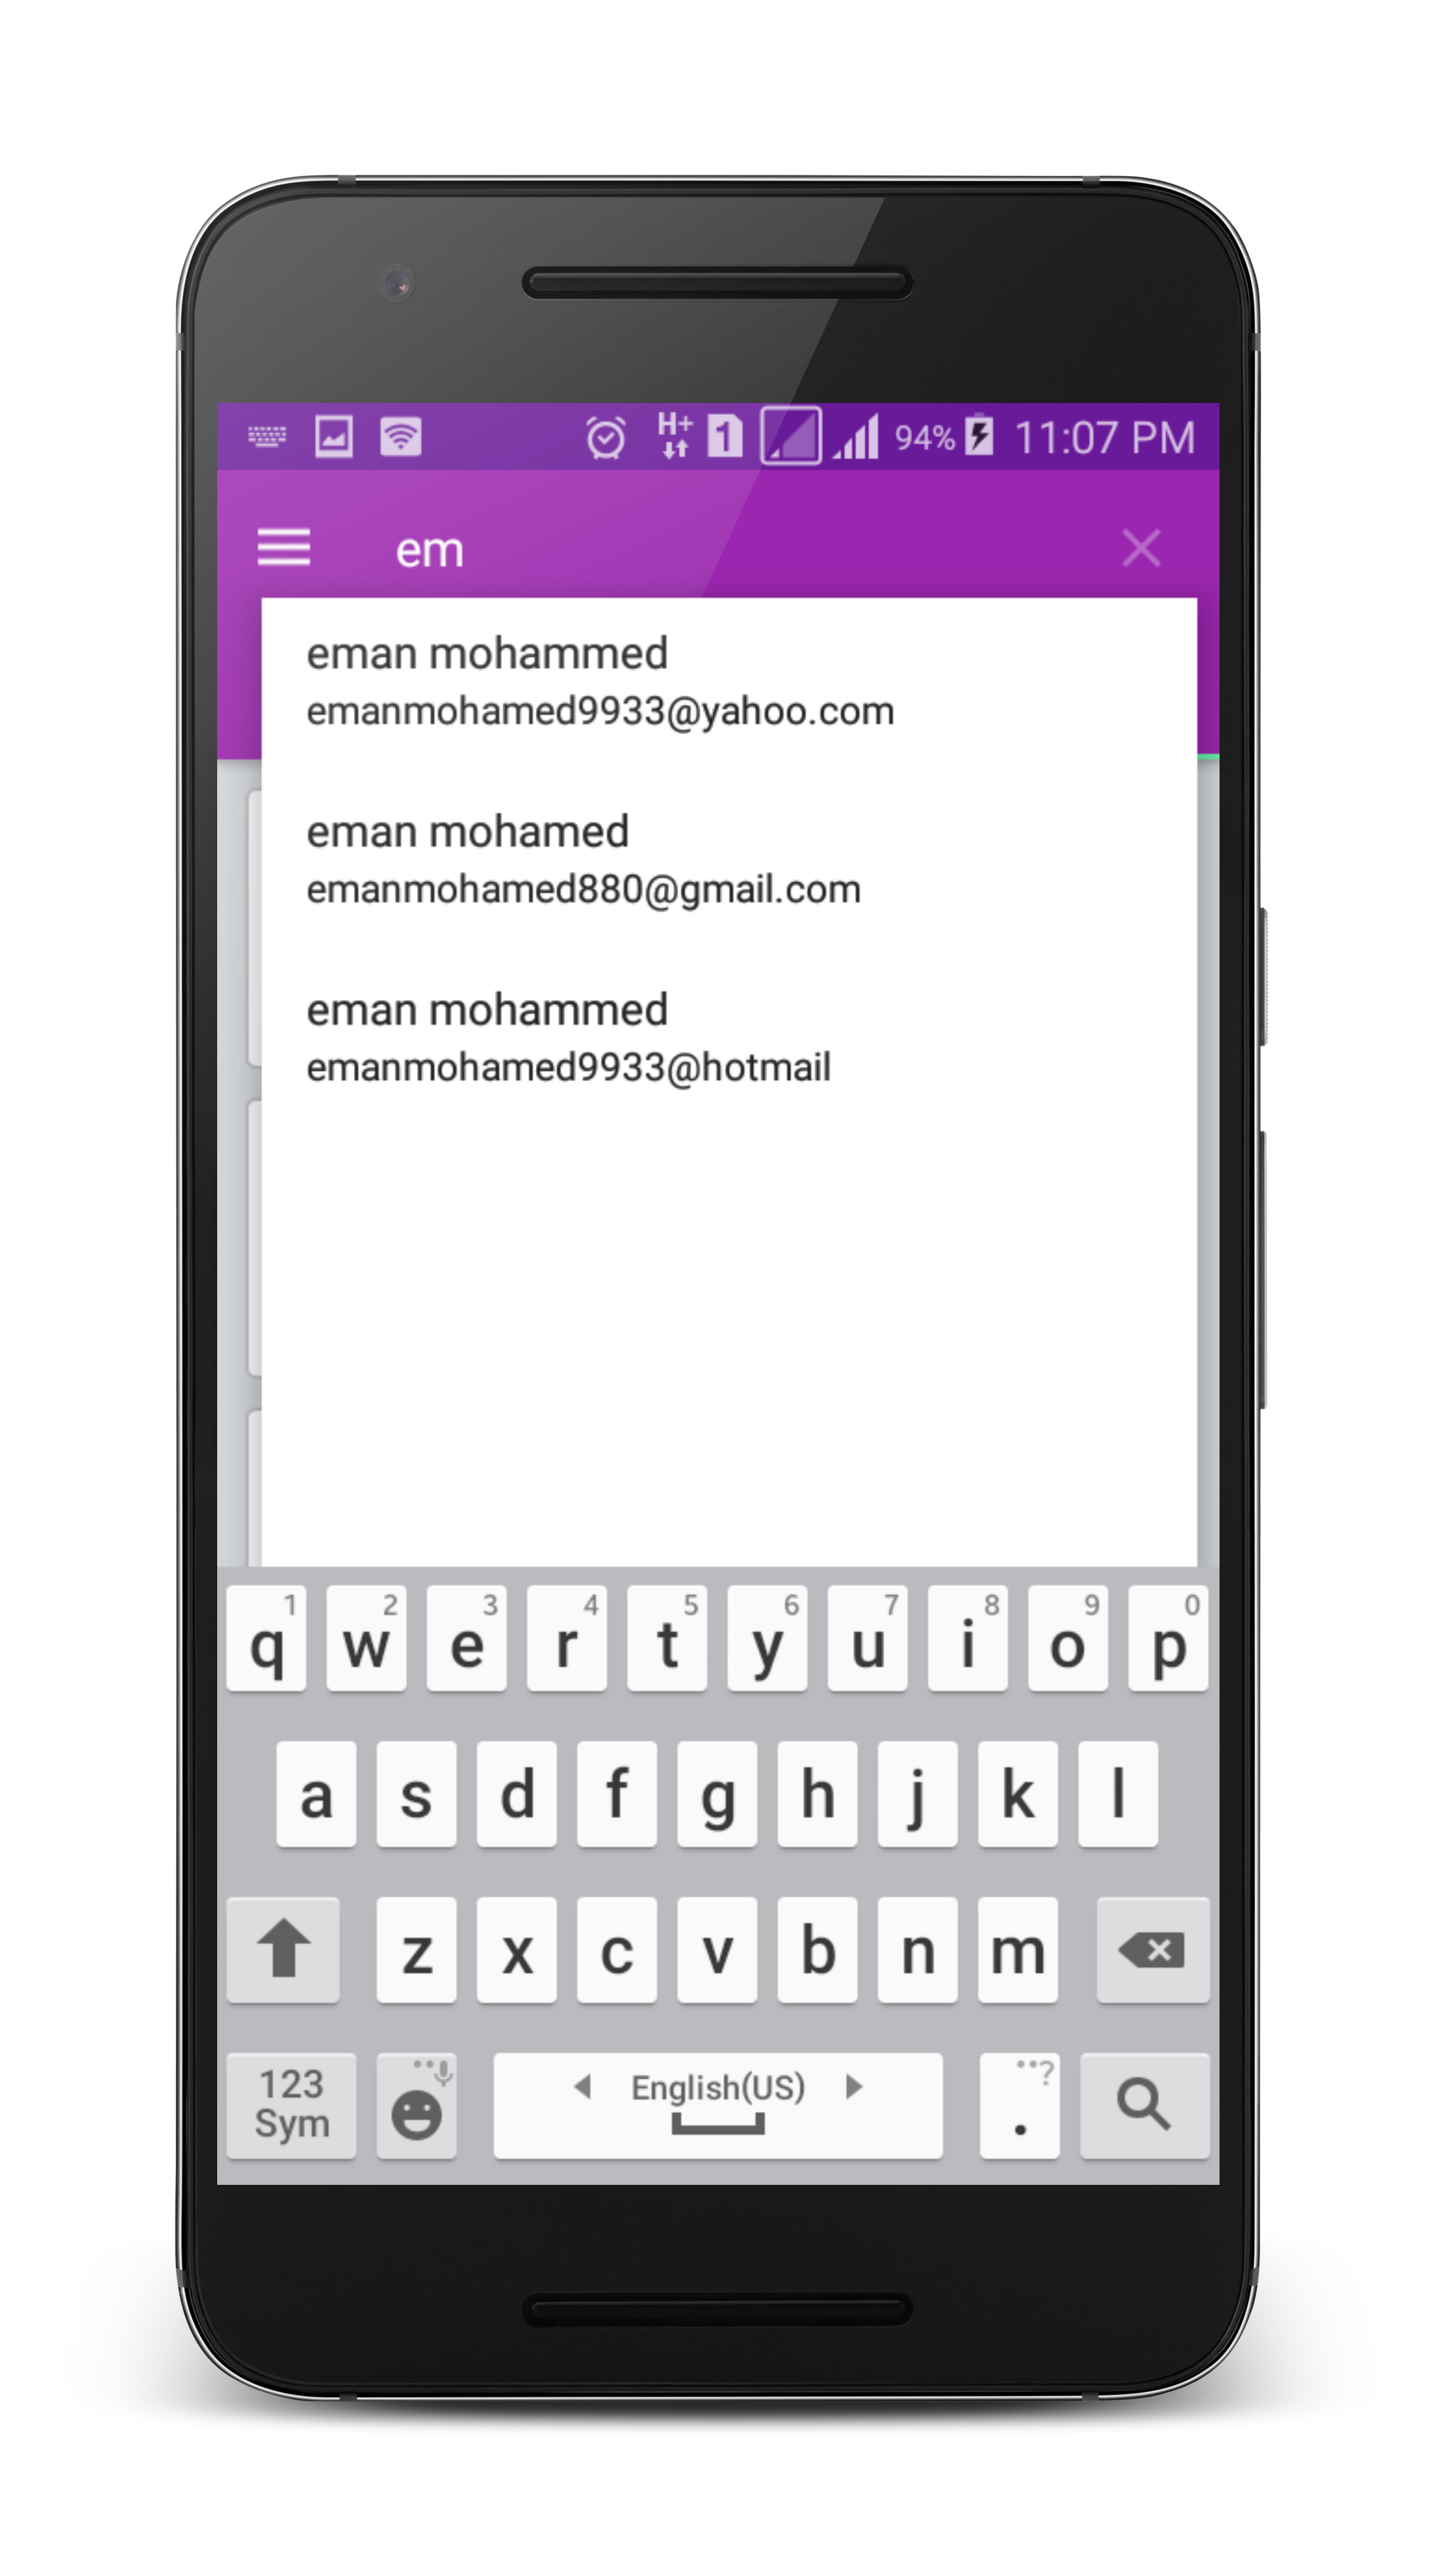 H+ 1 94% 11:07 PM
em
eman mohammed
emanmohamed9933@yahoo.com
eman mohamed
emanmohamed880@gmail.com
eman mohammed
emanmohamed9933@hotmail
1 2 3 4 5 6 7 8 9 0
q w e r t y u i o p
a s d f g h j k l
z x c v b n m
123
Sym
English(US)
. ?